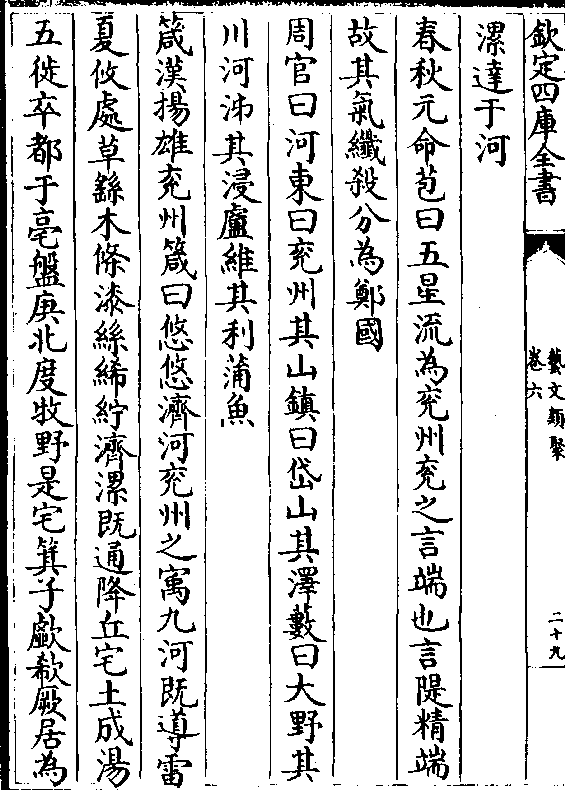 欽定四庫全書
藝文類聚
卷六
二十九
漯達于河
春秋元命苞曰五星流為兗州兗之言端也言隄精端
故其氣纖殺分為鄭國
周官曰河東曰兗州其山鎮曰岱山其澤藪曰大野其
川河沛其浸廬維其利蒲魚
箴漢揚雄兗州箴曰悠悠濟河兗州之㝢九河既導雷
夏攸處草繇木條漆絲絺紵濟漯既通降丘宅土成湯
五徙卒都于亳盤庚北度牧野是宅箕子歔欷厥居為